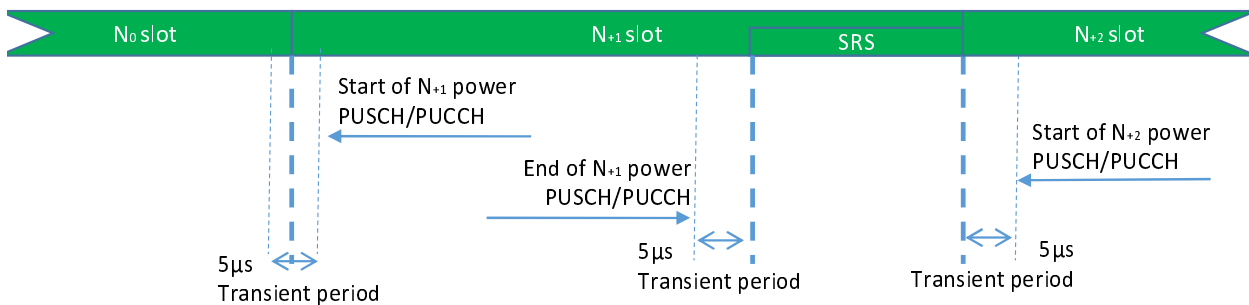 N₀ slot
N₊₁ slot
SRS
N₊₂ slot
Start of N₊₁ power
PUSCH/PUCCH
Start of N₊₂ power
PUSCH/PUCCH
End of N₊₁ power
PUSCH/PUCCH
5µs
Transient period
5µs
Transient period
5µs
Transient period